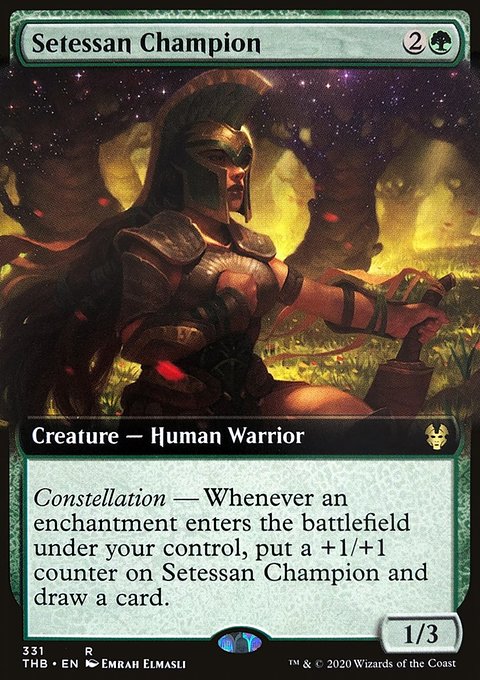 Setessan Champion 2
Creature — Human Warrior
Constellation — Whenever an
enchantment enters the battlefield
under your control, put a +1/+1
counter on Setessan Champion and
draw a card.
1/3
331 R
THB • EN Emrah Elmasli
™ & © 2020 Wizards of the Coast